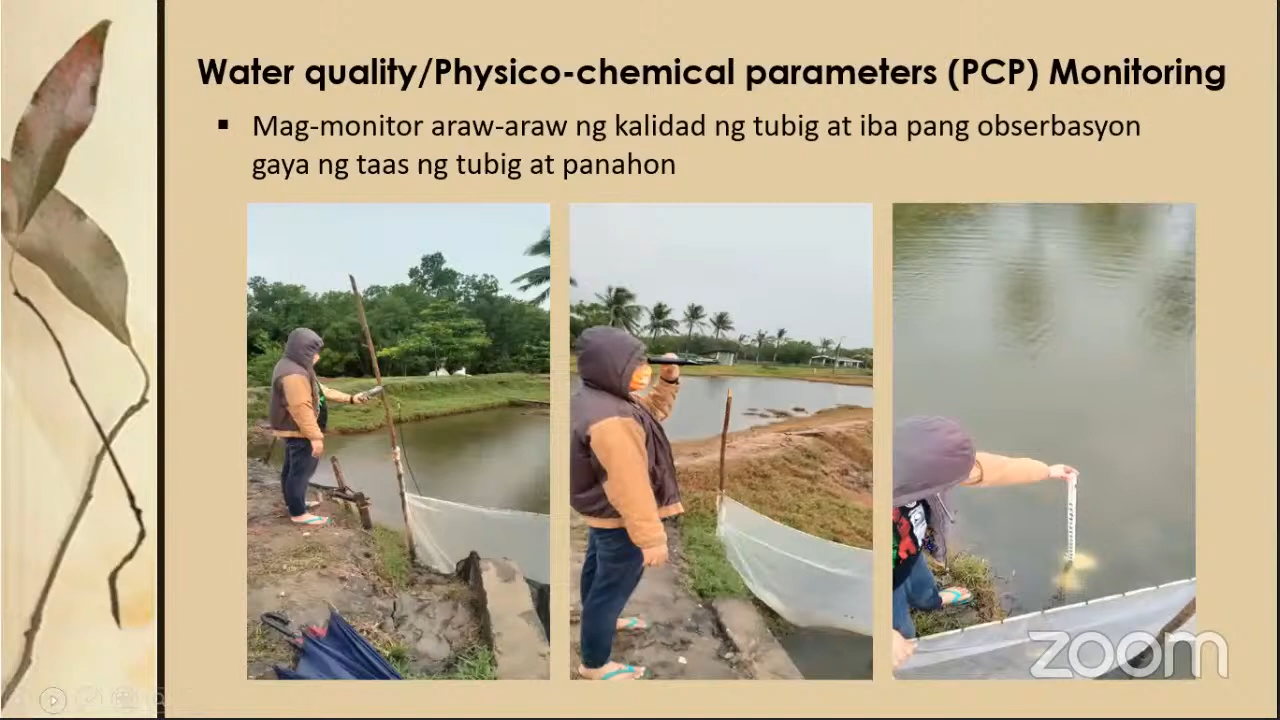 Water quality/Physico-chemical parameters (PCP) Monitoring
Mag-monitor araw-araw ng kalidad ng tubig at iba pang obserbasyon
gaya ng taas ng tubig at panahon
zoom